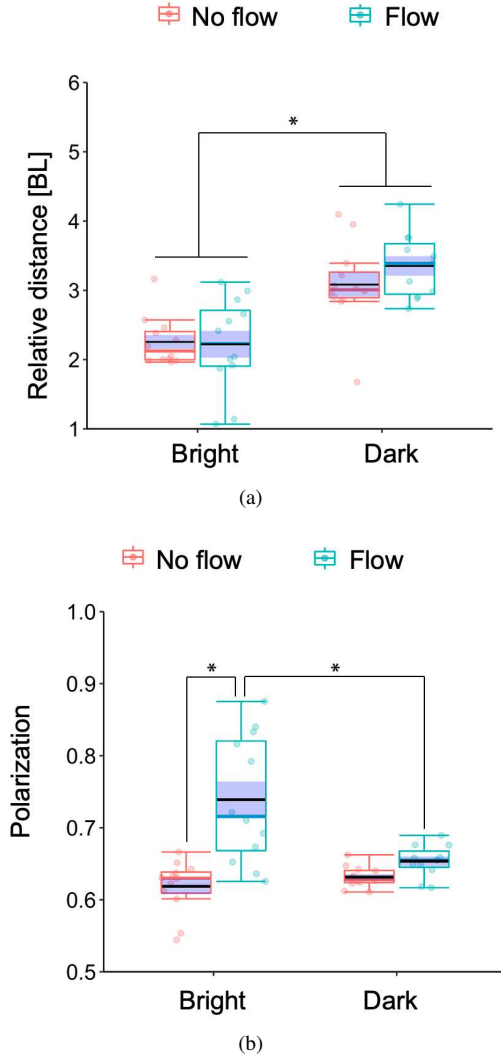 No flow Flow
6
*
5
4
3
2
1
Relative distance [BL]
Bright Dark
(a)
No flow Flow
1.0
0.9
* *
0.8
0.7
0.6
0.5
Polarization
Bright Dark
(b)